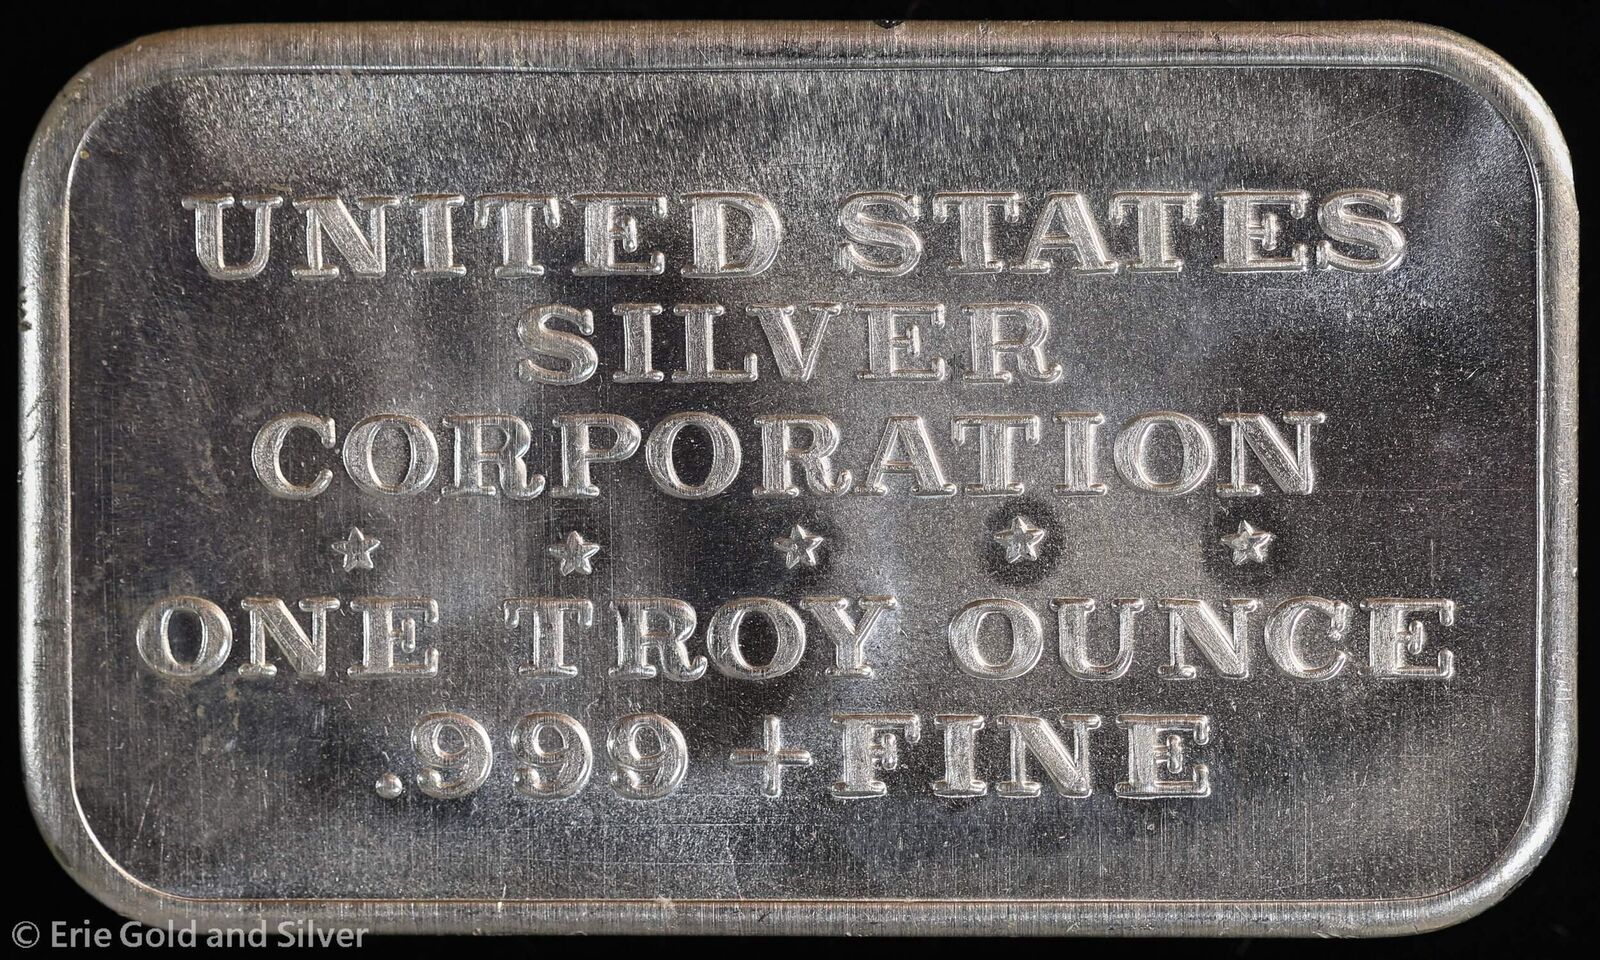 UNITED STATES
SILVER
CORPORATION
ONE TROY OUNCE
.999 + FINE
© Erie Gold and Silver